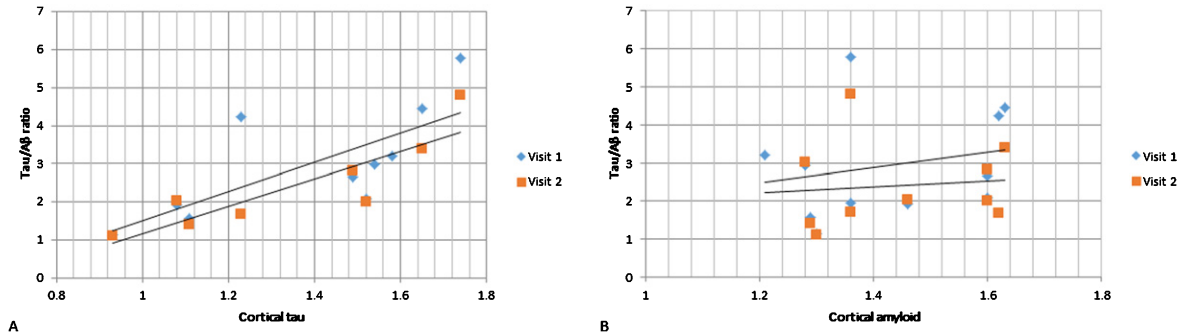 7
6
5
4
3
2
1
0
Tau/Aβ ratio
0.8 1 1.2 1.4 1.6 1.8
Cortical tau
Visit 1
Visit 2
A
7
6
5
4
3
2
1
0
Tau/Aβ ratio
1 1.2 1.4 1.6 1.8
Cortical amyloid
Visit 1
Visit 2
B